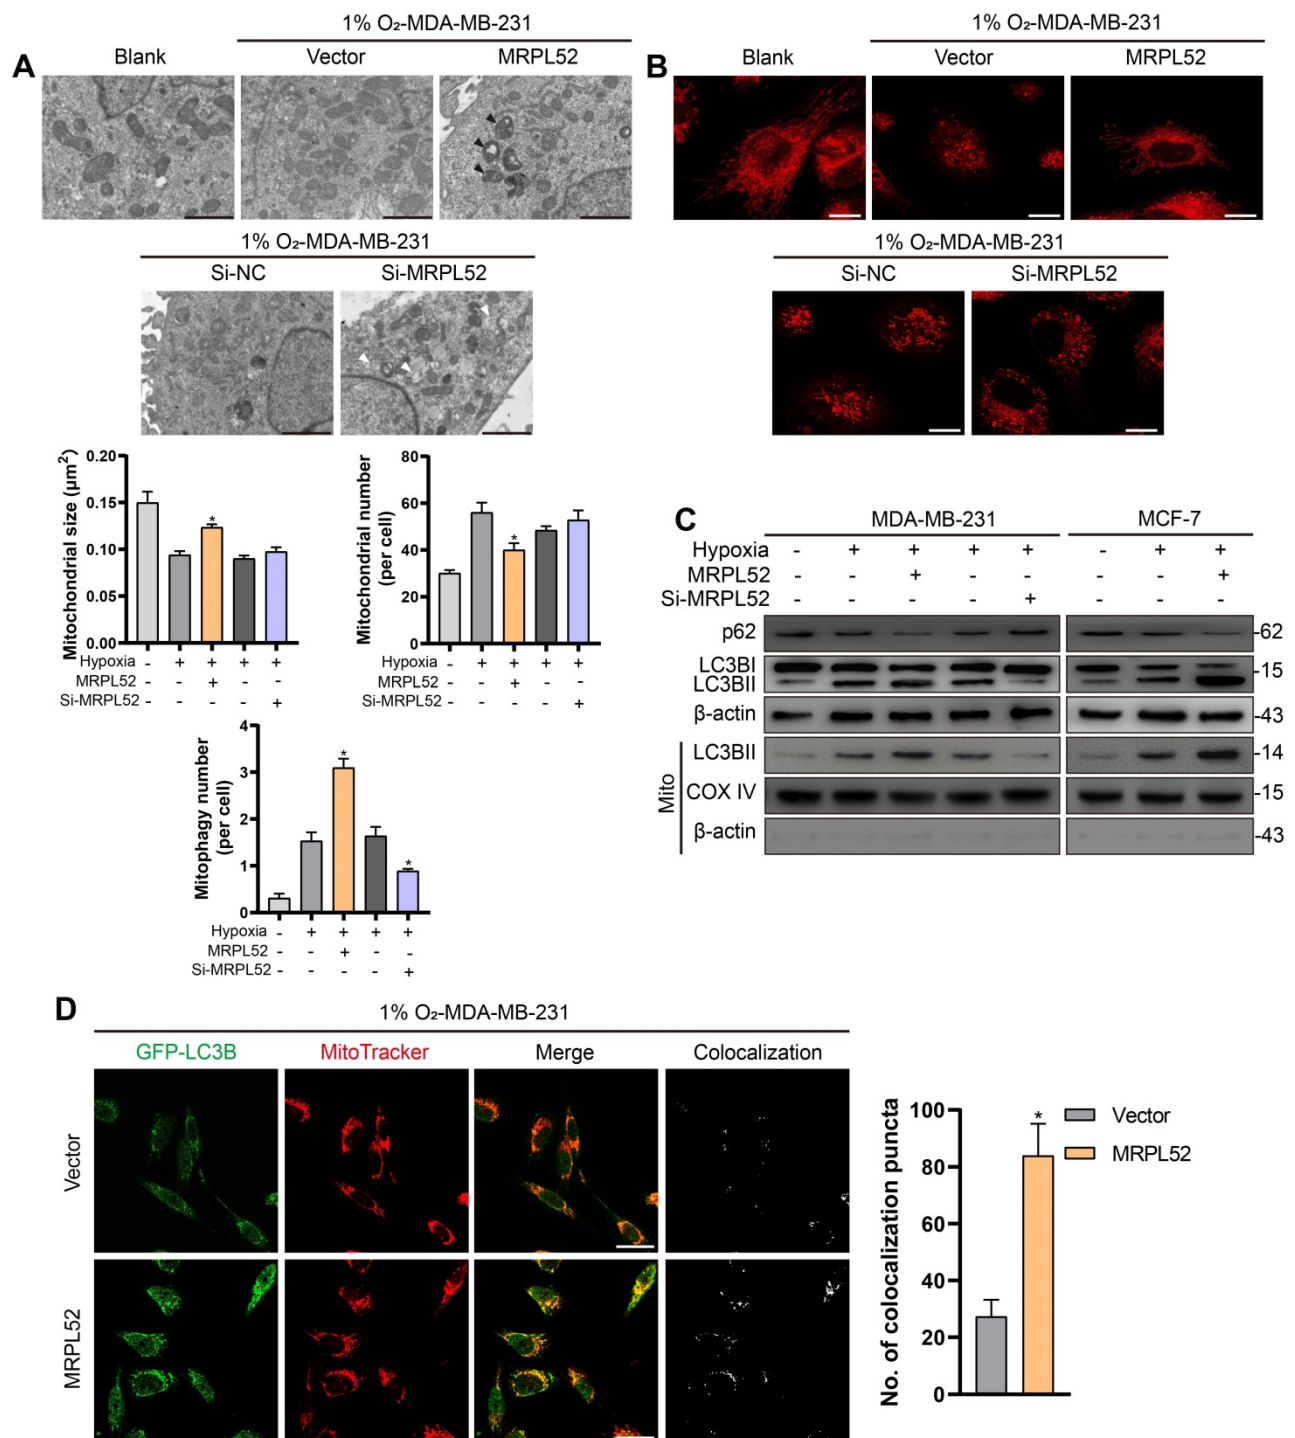 A
1% O₂-MDA-MB-231
Blank Vector MRPL52
1% O₂-MDA-MB-231
Si-NC Si-MRPL52
Mitochondrial size (μm²)
0.20
0.15
0.10
0.05
0.00
Hypoxia - + + + +
MRPL52 - - + - -
Si-MRPL52 - - - - +
Mitochondrial number
(per cell)
80
60
40
20
0
Hypoxia - + + + +
MRPL52 - - + - -
Si-MRPL52 - - - - +
*
*
Mitophagy number
(per cell)
4
3
2
1
0
* *
Hypoxia - + + + +
MRPL52 - - + - -
Si-MRPL52 - - - - +
B
1% O₂-MDA-MB-231
Blank Vector MRPL52
1% O₂-MDA-MB-231
Si-NC Si-MRPL52
C
MDA-MB-231 MCF-7
Hypoxia - + + + + - + +
MRPL52 - - + - - - - +
Si-MRPL52 - - - - + - - -
p62 -62
LC3BI -15
LC3BII
β-actin -43
Mito
LC3BII -14
COX IV -15
β-actin -43
D
1% O₂-MDA-MB-231
GFP-LC3B MitoTracker Merge Colocalization
Vector
MRPL52
No. of colocalization puncta
100
80
60
40
20
0
*
Vector
MRPL52